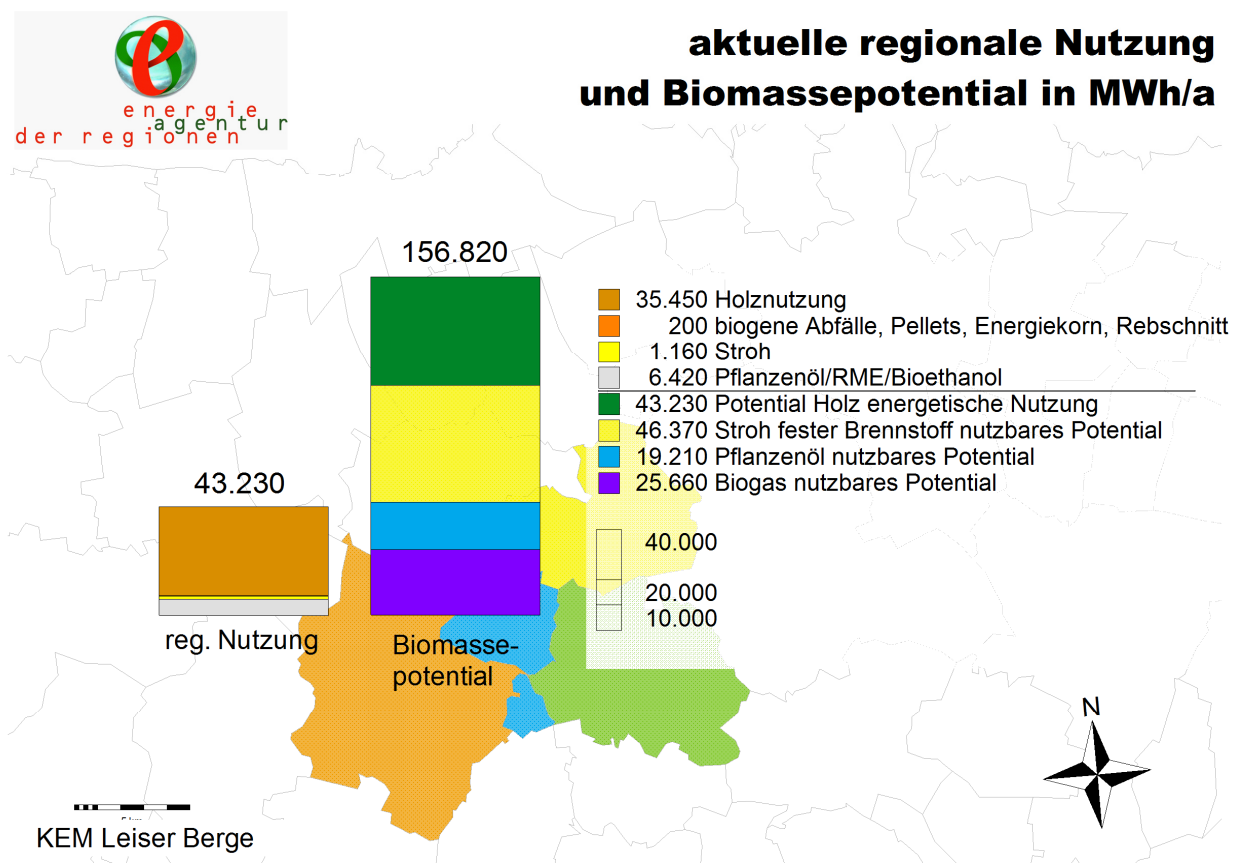 energie
agentur
der regionen
aktuelle regionale Nutzung
und Biomassepotential in MWh/a
156.820
43.230
35.450 Holznutzung
200 biogene Abfälle, Pellets, Energiekorn, Rebschnitt
1.160 Stroh
6.420 Pflanzenöl/RME/Bioethanol
43.230 Potential Holz energetische Nutzung
46.370 Stroh fester Brennstoff nutzbares Potential
19.210 Pflanzenöl nutzbares Potential
25.660 Biogas nutzbares Potential
40.000
20.000
10.000
reg. Nutzung
Biomasse-
potential
N
KEM Leiser Berge